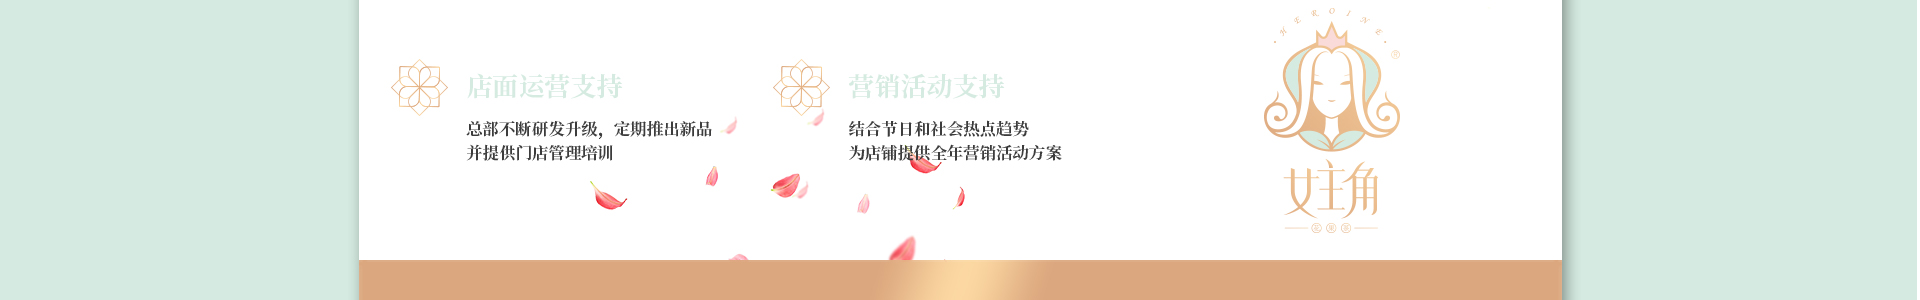 HEROINE
店面运营支持
营销活动支持
总部不断研发升级，定期推出新品
并提供门店管理培训
结合节日和社会热点趋势
为店铺提供全年营销活动方案
女主角